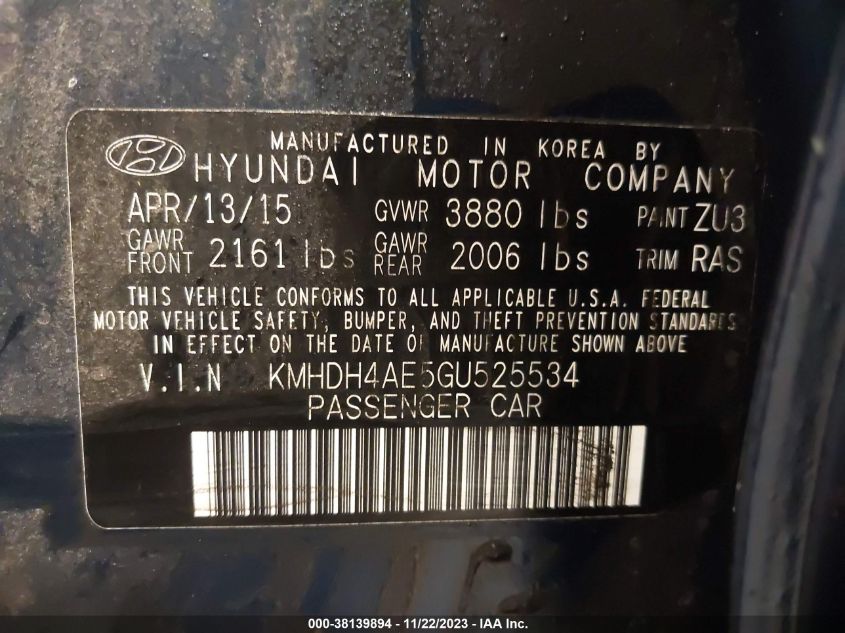 MANUFACTURED IN KOREA BY
HYUNDAI MOTOR COMPANY
APR/13/15 GVWR 3880 lbs PAINT ZU3
GAWR FRONT 2161 lbs GAWR REAR 2006 lbs TRIM RAS
THIS VEHICLE CONFORMS TO ALL APPLICABLE U.S.A. FEDERAL
MOTOR VEHICLE SAFETY, BUMPER, AND THEFT PREVENTION STANDARDS
IN EFFECT ON THE DATE OF MANUFACTURE SHOWN ABOVE
V.I.N KMHDH4AE5GU525534
PASSENGER CAR
000-38139894 - 11/22/2023 - IAA Inc.